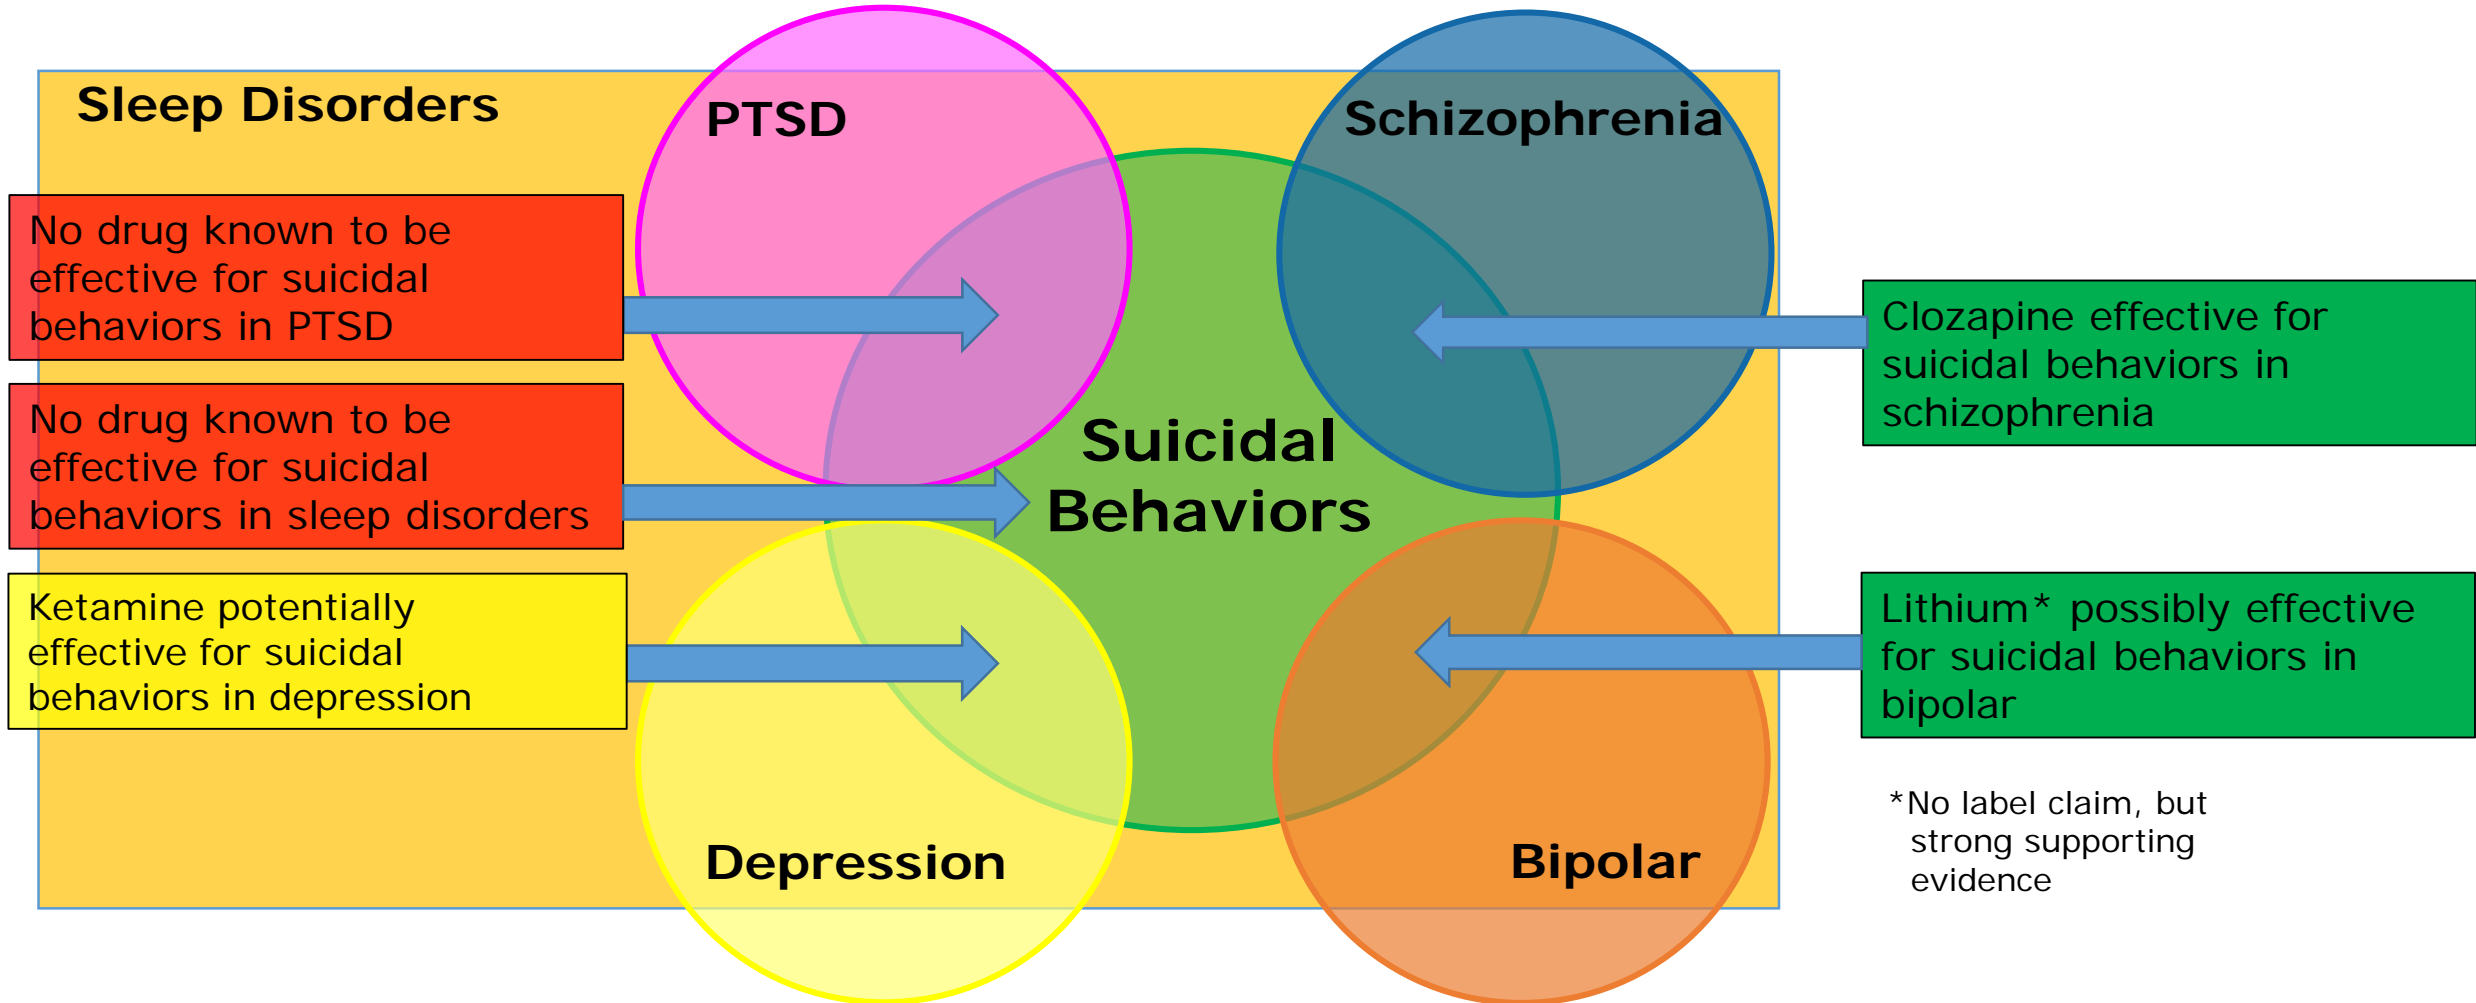 Sleep Disorders
PTSD
Schizophrenia
No drug known to be
effective for suicidal
behaviors in PTSD
No drug known to be
effective for suicidal
behaviors in sleep disorders
Ketamine potentially
effective for suicidal
behaviors in depression
Suicidal
Behaviors
Clozapine effective for
suicidal behaviors in
schizophrenia
Lithium* possibly effective
for suicidal behaviors in
bipolar
Depression
Bipolar
*No label claim, but
strong supporting
evidence